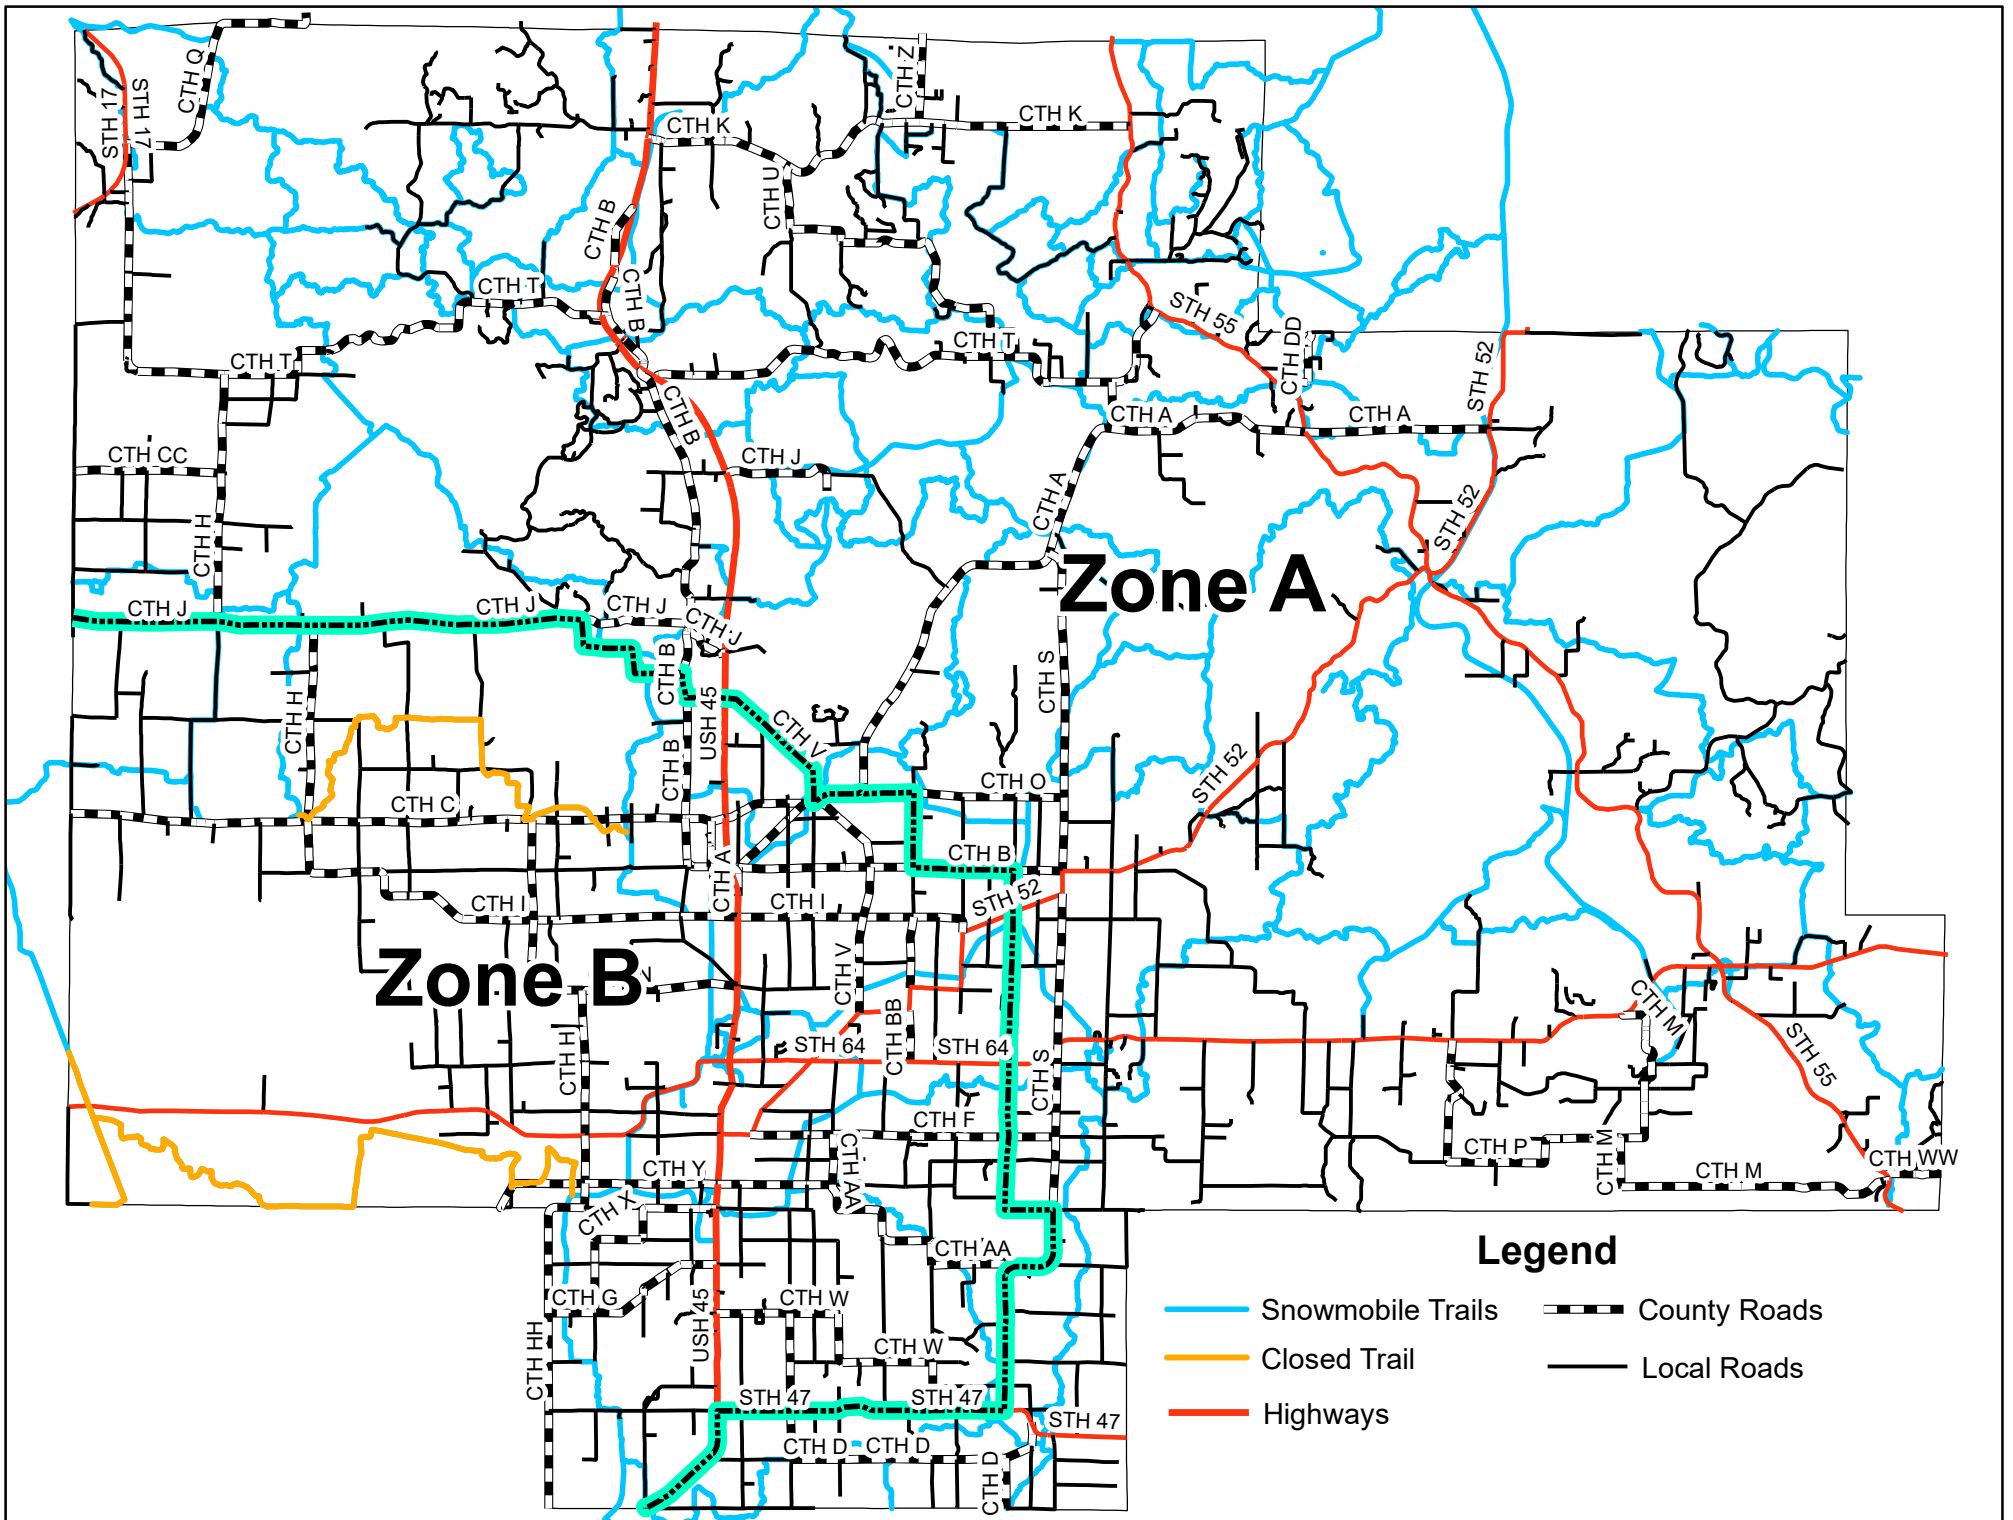 CTH Q
STH 17
STH 17
CTH Z
CTH K
CTH K
CTH U
CTH B
CTH B
CTH T
STH 55
CTH DD
CTH T
CTH T
STH 52
CTH B
CTH A
CTH A
CTH CC
CTH J
CTH A
STH 52
CTH H
Zone A
CTH J
CTH J
CTH J
CTH J
CTH B
CTH S
CTH H
USH 45
CTH V
CTH B
STH 52
CTH O
CTH C
CTH B
CTH A
STH 52
CTH I
CTH I
Zone B
CTH V
CTH M
CTH BB
STH 64
STH 64
CTH H
CTH S
STH 55
CTH F
CTH P
CTH M
CTH WW
CTH Y
CTH AA
CTH M
CTH X
CTH AA
Legend
CTH G
CTH W
USH 45
CTH HH
CTH W
Snowmobile Trails
County Roads
Closed Trail
Local Roads
Highways
STH 47
STH 47
STH 47
CTH D
CTH D
CTH D